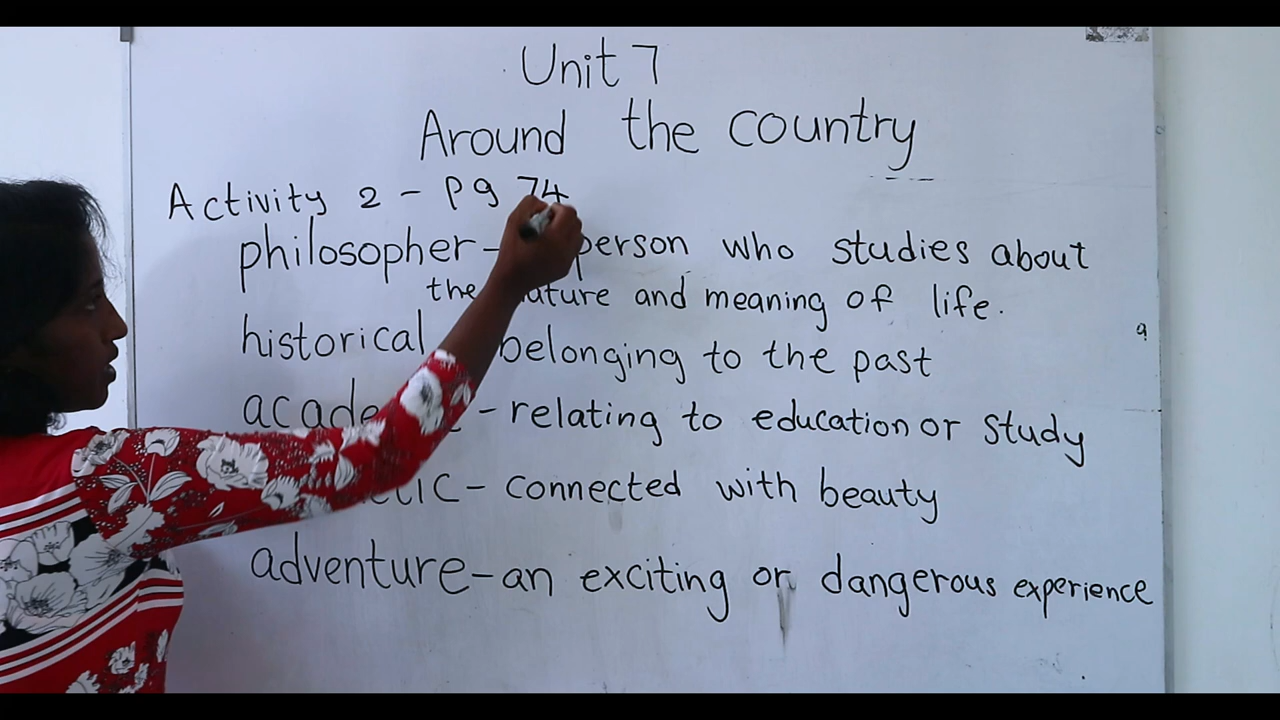 Unit 7
Around the country
Activity 2 - pg 74
philosopher - person who studies about
the nature and meaning of life.
historical belonging to the past
- relating to education or study
- connected with beauty
adventure - an exciting or dangerous experience